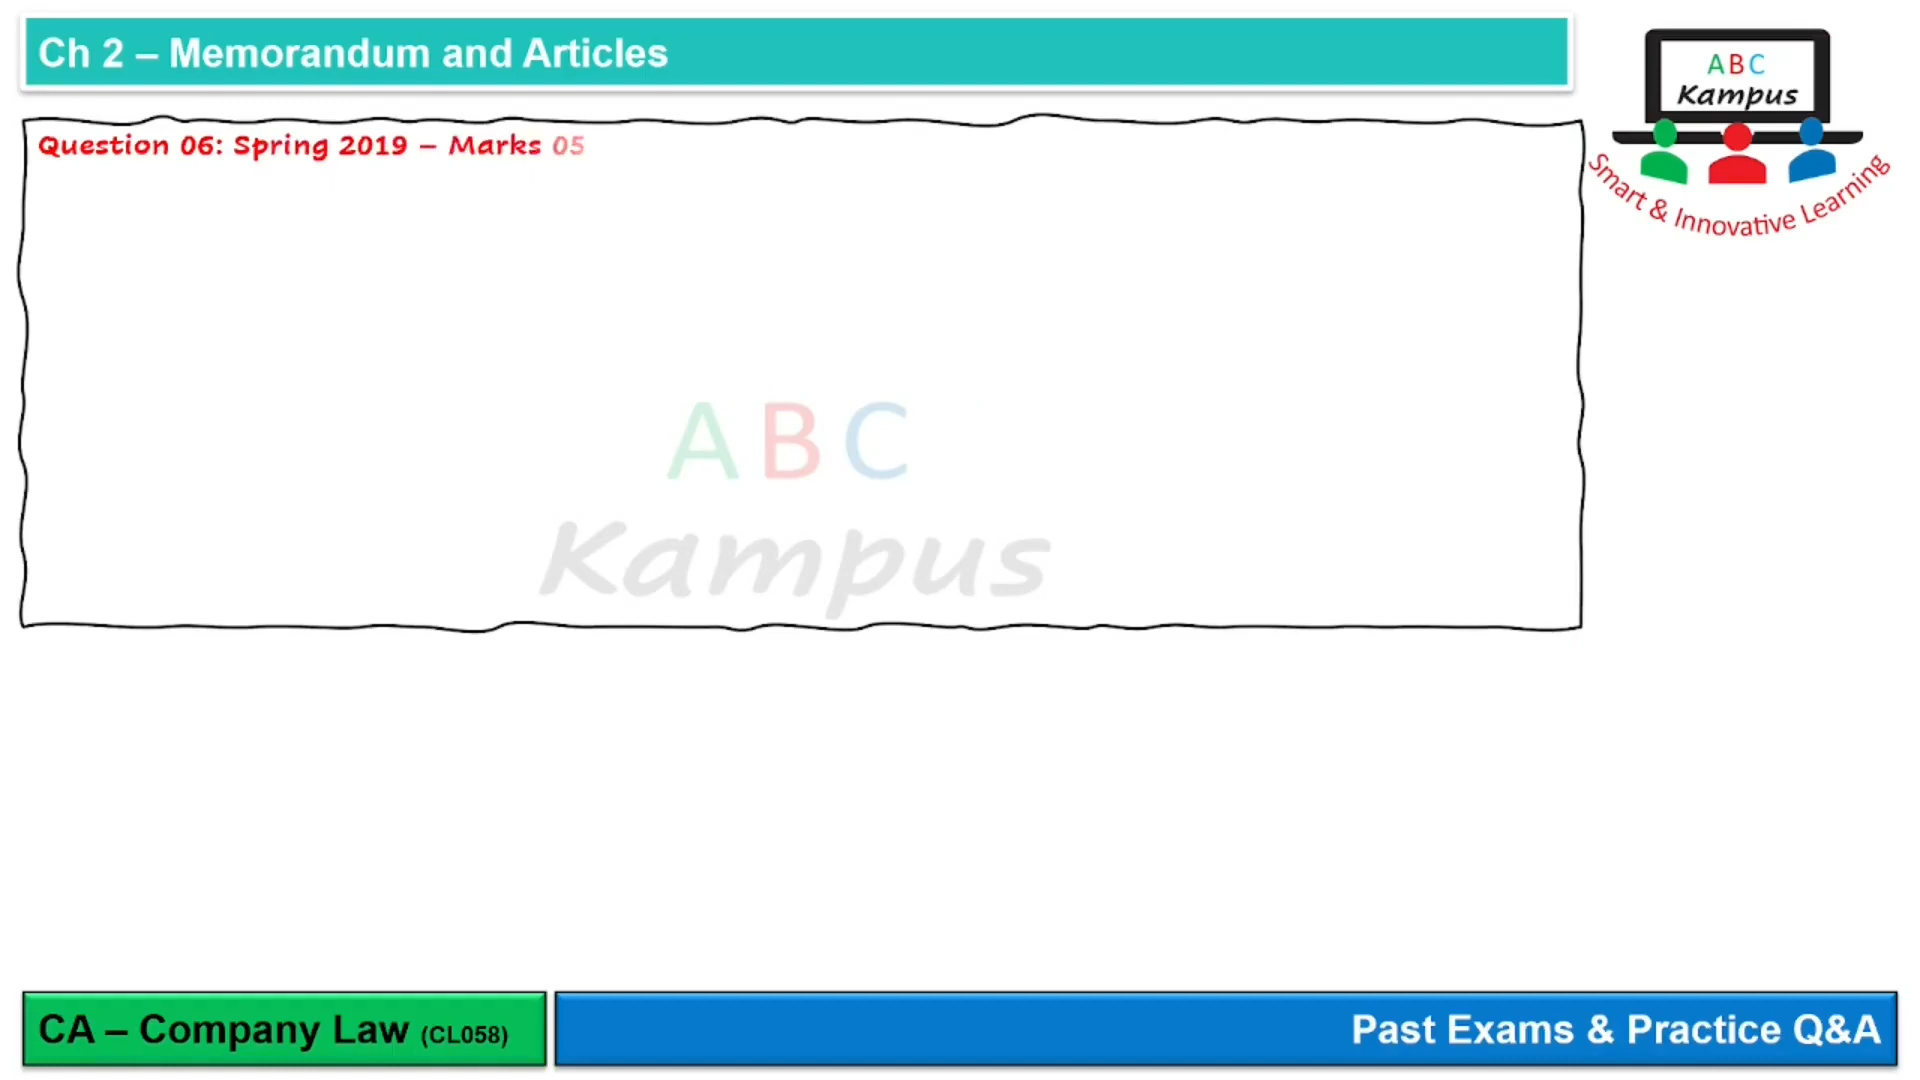 Ch 2 – Memorandum and Articles
ABC
Kampus
Smart & Innovative Learning
Question 06: Spring 2019 – Marks 05
ABC
Kampus
CA – Company Law (CL058)
Past Exams & Practice Q&A